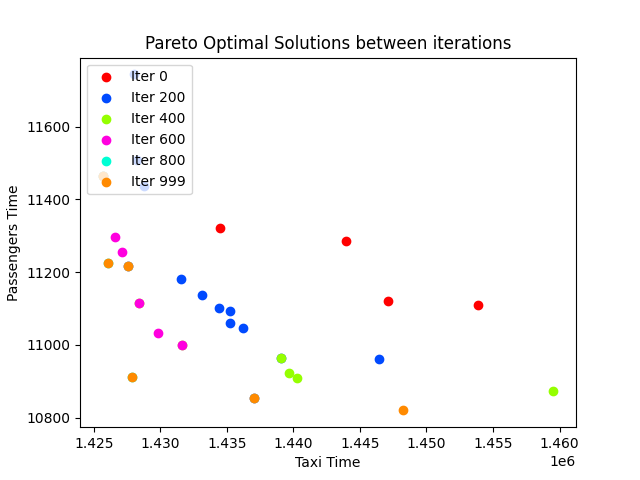 Pareto Optimal Solutions between iterations
Iter 0
Iter 200
Iter 400
Iter 600
Iter 800
Iter 999
Passengers Time
11600
11400
11200
11000
10800
1.425 1.430 1.435 1.440 1.445 1.450 1.455 1.460
Taxi Time
1e6